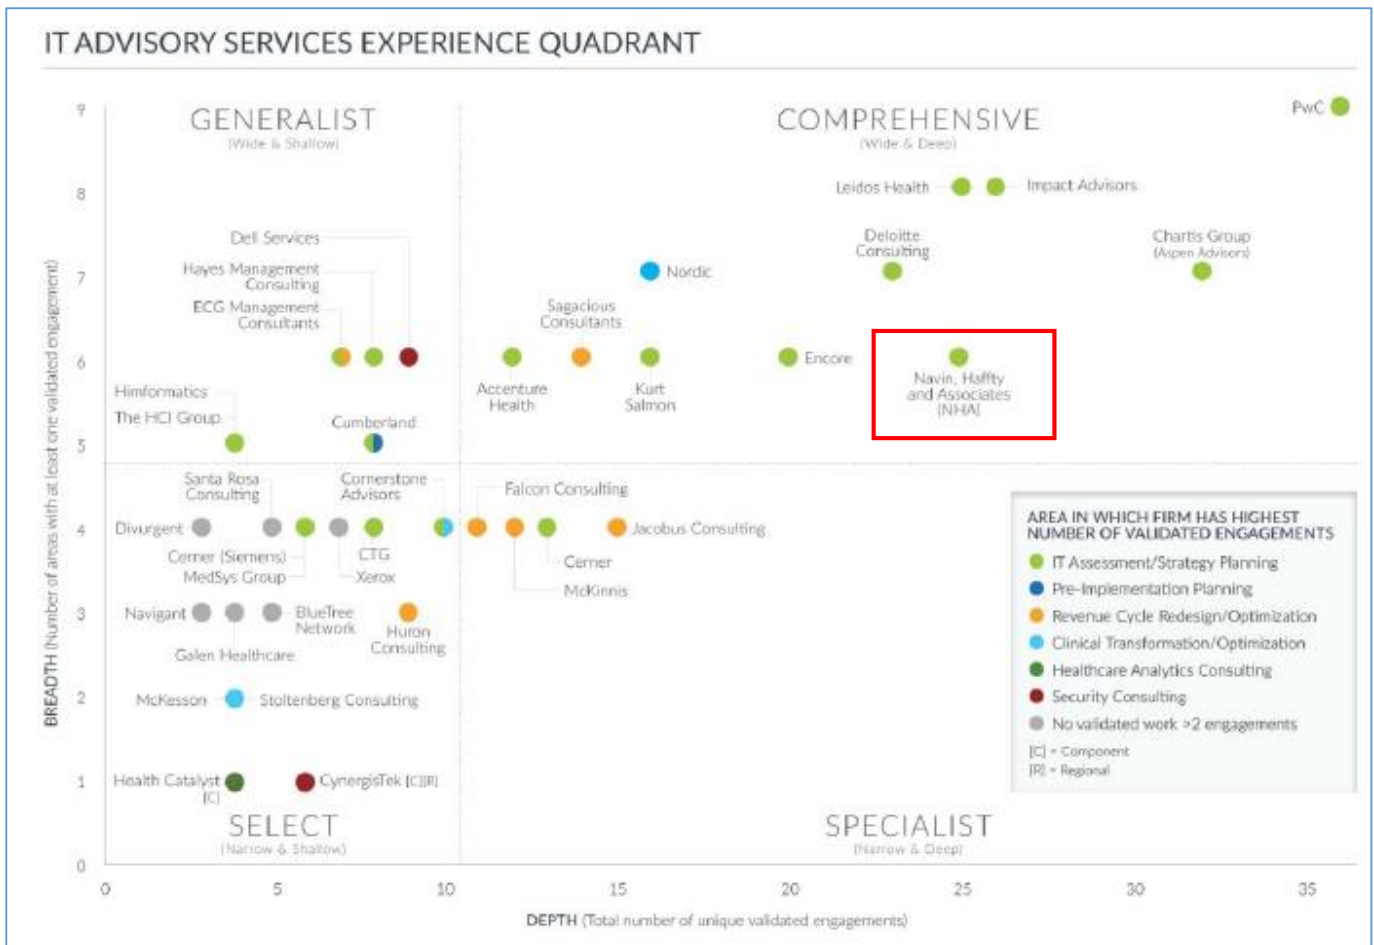 IT ADVISORY SERVICES EXPERIENCE QUADRANT
GENERALIST
(Wide & Shallow)
COMPREHENSIVE
(Wide & Deep)
PwC
Leidos Health
Impact Advisors
Dell Services
Deloitte
Consulting
Chartis Group
(Aspen Advisors)
Hayes Management
Consulting
Nordic
ECG Management
Consultants
Sagacious
Consultants
Accenture
Health
Kurt
Salmon
Encore
Navin, Haffty
and Associates
[NHA]
Himformatics
The HCI Group
Cumberland
Santa Rosa
Consulting
Cornerstone
Advisors
Falcon Consulting
Divurgent
Jacobus Consulting
Cerner (Siemens)
MedSys Group
CTG
Xerox
Cerner
McKinnis
Navigant
BlueTree
Network
Huron
Consulting
Galen Healthcare
McKesson
Stoltenberg Consulting
Health Catalyst
[C]
CynergisTek [C][R]
SELECT
(Narrow & Shallow)
SPECIALIST
(Narrow & Deep)
AREA IN WHICH FIRM HAS HIGHEST
NUMBER OF VALIDATED ENGAGEMENTS
IT Assessment/Strategy Planning
Pre-Implementation Planning
Revenue Cycle Redesign/Optimization
Clinical Transformation/Optimization
Healthcare Analytics Consulting
Security Consulting
No validated work >2 engagements
[C] = Component
[R] = Regional
BREADTH (Number of areas with at least one validated engagement)
9
8
7
6
5
4
3
2
1
0
0 5 10 15 20 25 30 35
DEPTH (Total number of unique validated engagements)